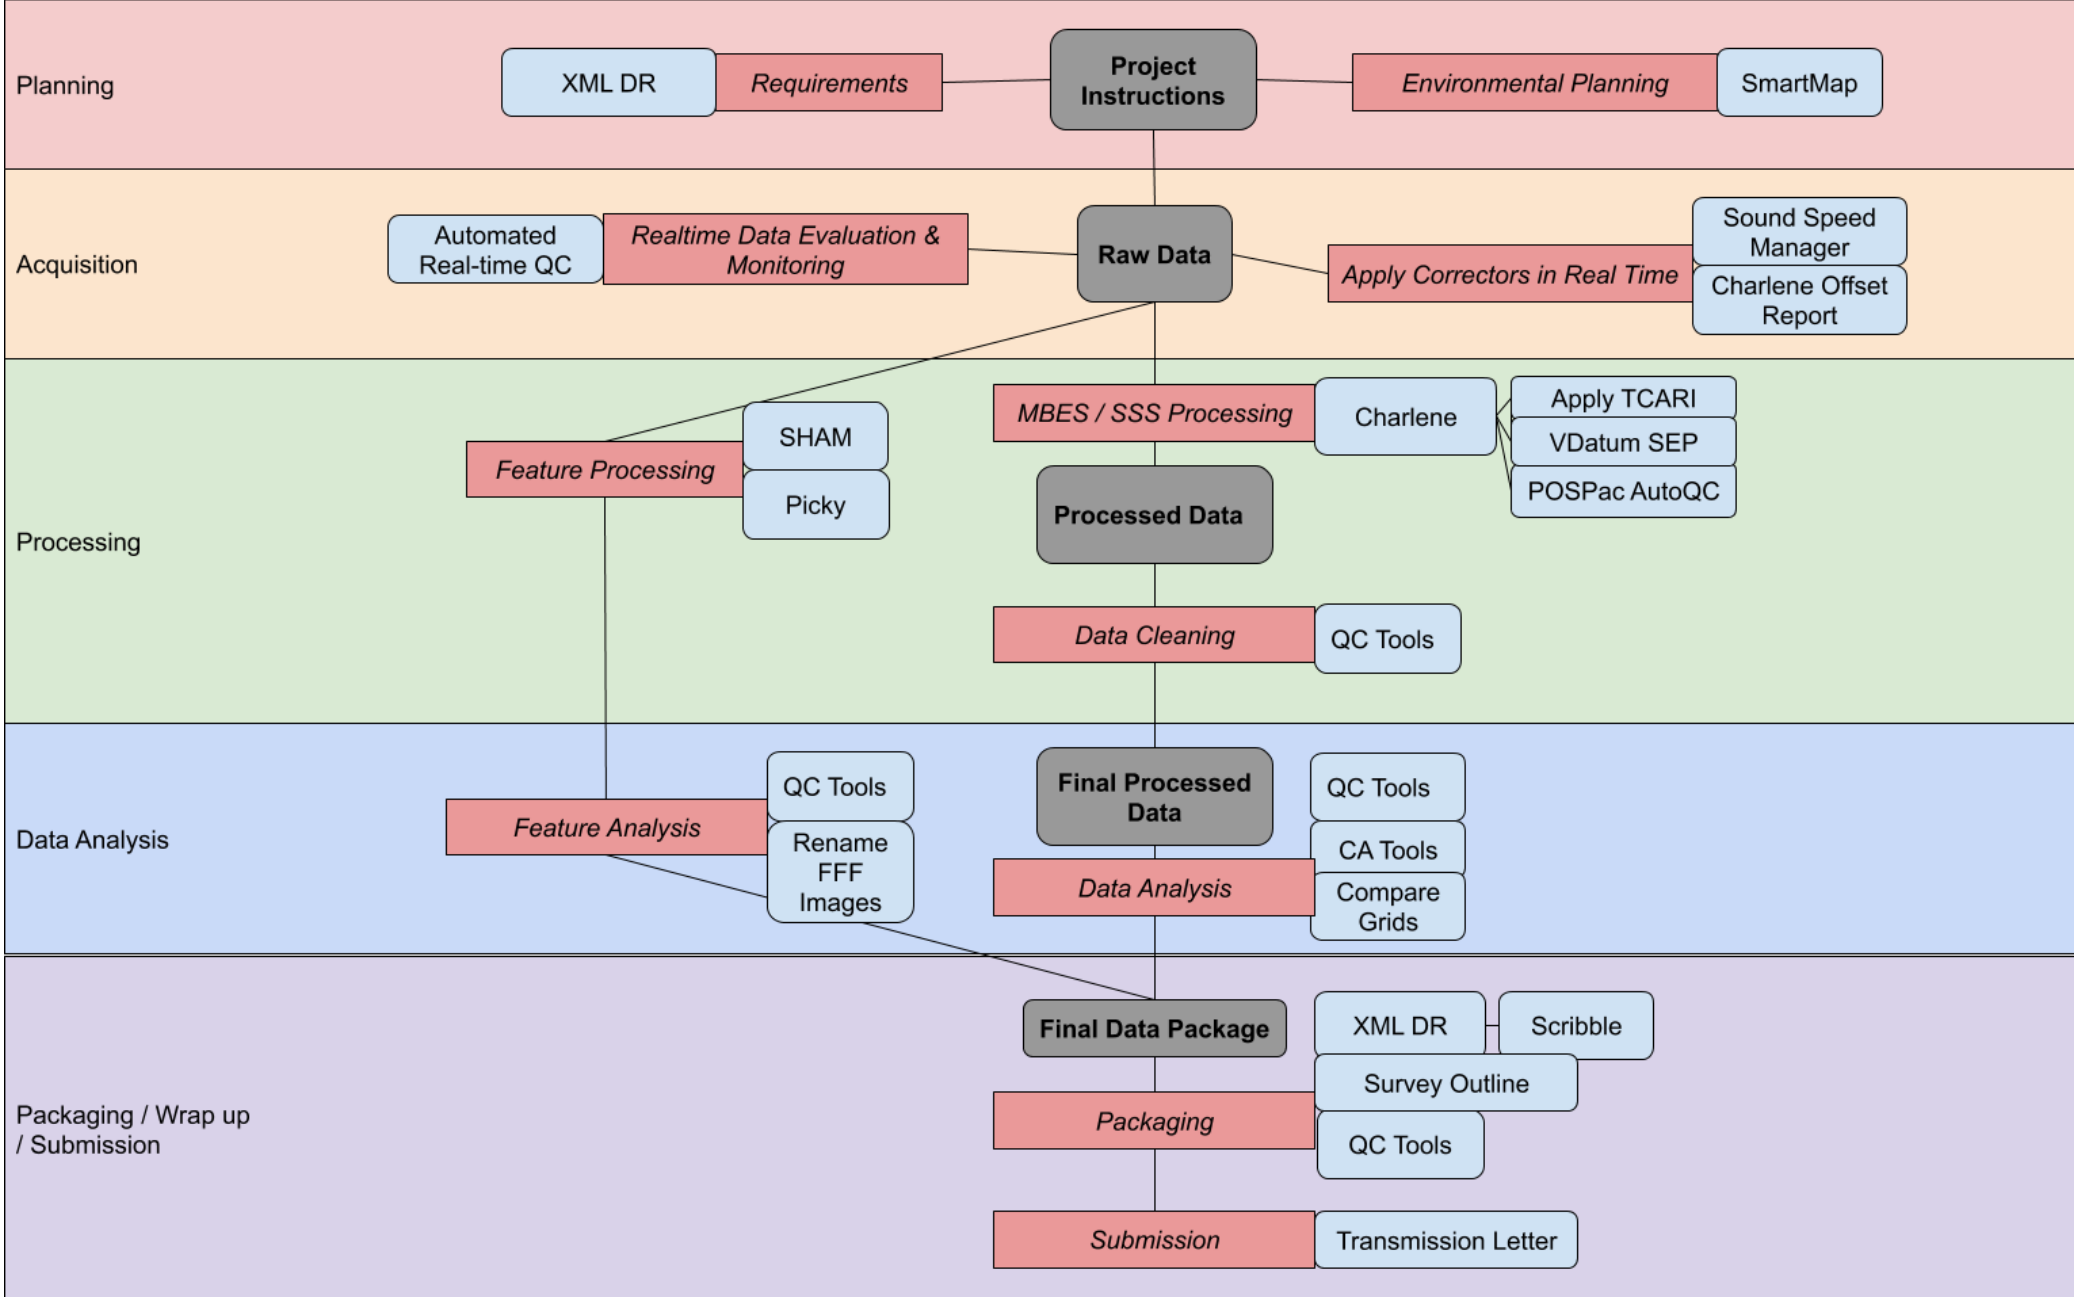 Planning
XML DR
Requirements
Project
Instructions
Environmental Planning
SmartMap
Acquisition
Automated
Real-time QC
Realtime Data Evaluation &
Monitoring
Raw Data
Apply Correctors in Real Time
Sound Speed
Manager
Charlene Offset
Report
Processing
Feature Processing
SHAM
Picky
MBES / SSS Processing
Charlene
Apply TCARI
VDatum SEP
POSPac AutoQC
Processed Data
Data Cleaning
QC Tools
Data Analysis
Feature Analysis
QC Tools
Rename
FFF
Images
Final Processed
Data
Data Analysis
QC Tools
CA Tools
Compare
Grids
Packaging / Wrap up
/ Submission
Final Data Package
XML DR
Scribble
Survey Outline
Packaging
QC Tools
Submission
Transmission Letter